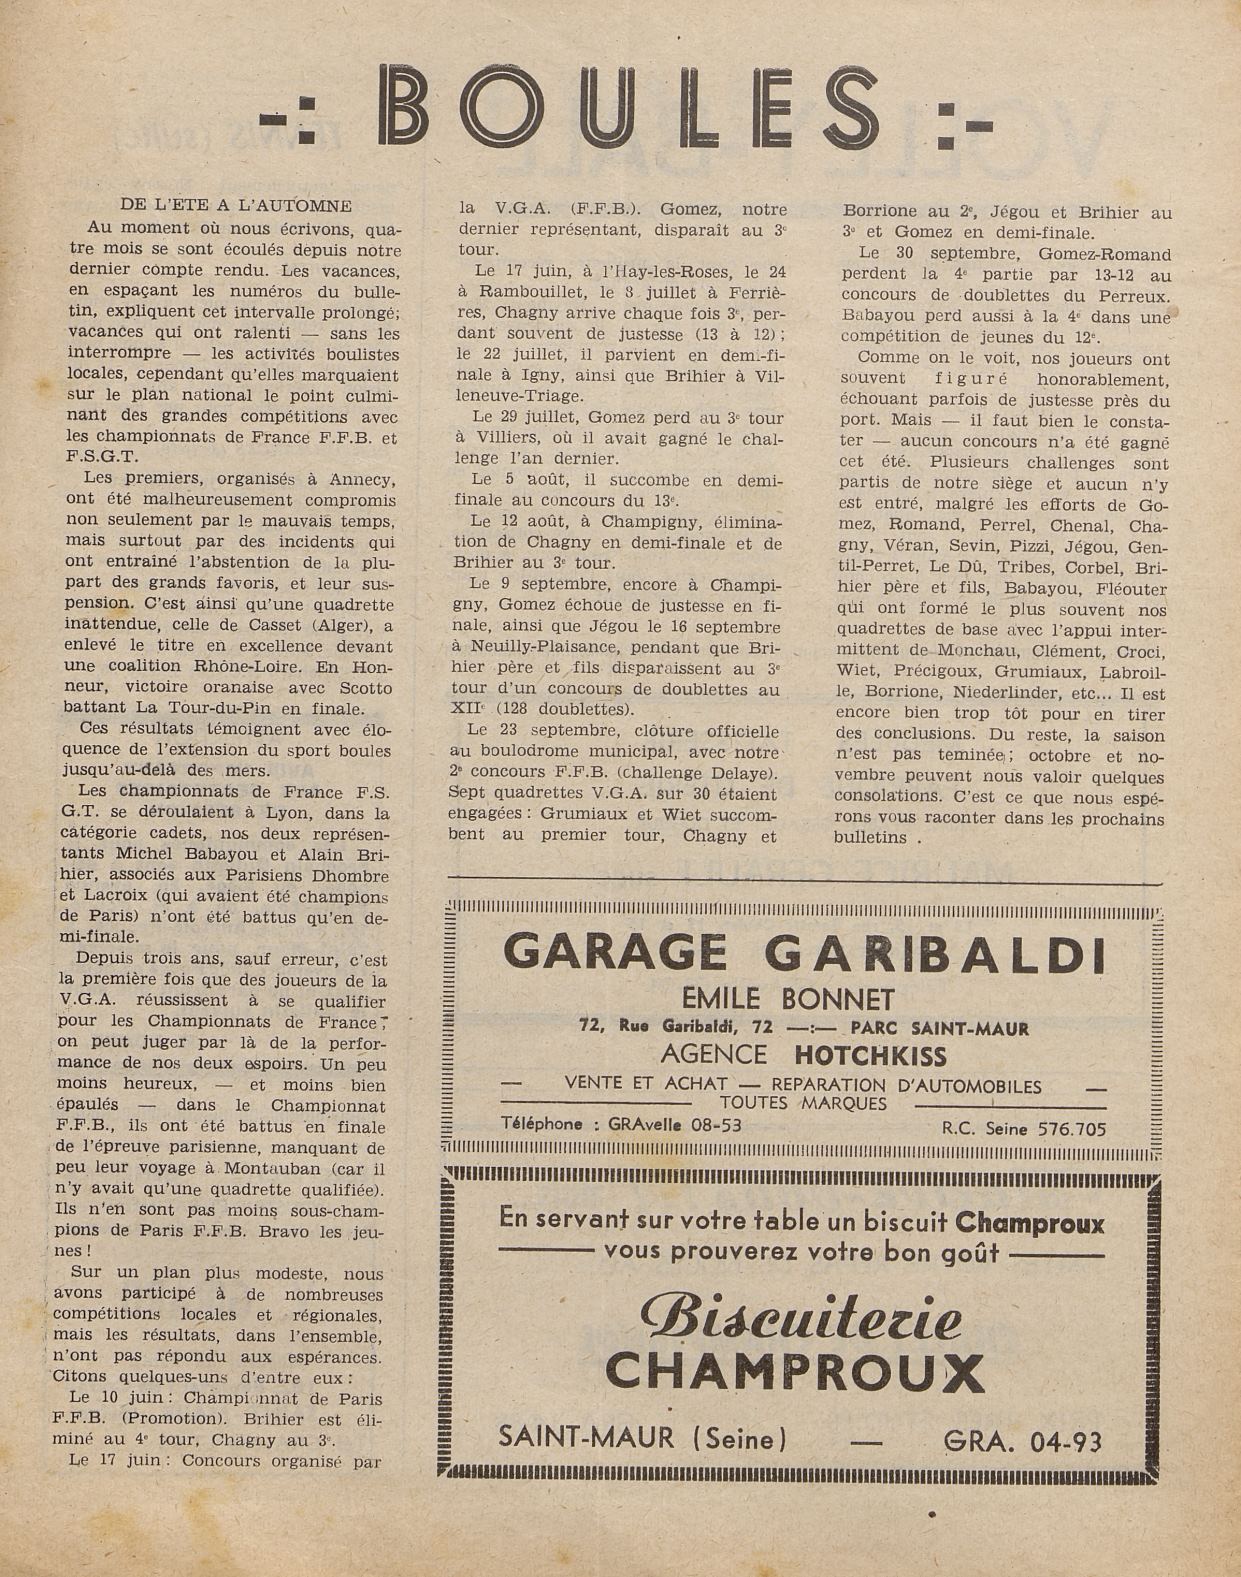 -: BOULES :-
DE L'ETE A L'AUTOMNE
Au moment où nous écrivons, qua-
tre mois se sont écoulés depuis notre
dernier compte rendu. Les vacances,
en espaçant les numéros du bulle-
tin, expliquent cet intervalle prolongé;
vacances qui ont ralenti — sans les
interrompre — les activités boulistes
locales, cependant qu'elles marquaient
sur le plan national le point culmi-
nant des grandes compétitions avec
les championnats de France F.F.B. et
F.S.G.T.
Les premiers, organisés à Annecy,
ont été malheureusement compromis
non seulement par le mauvais temps,
mais surtout par des incidents qui
ont entraîné l'abstention de la plu-
part des grands favoris, et leur sus-
pension. C'est ainsi qu'une quadrette
inattendue, celle de Casset (Alger), a
enlevé le titre en excellence devant
une coalition Rhône-Loire. En Hon-
neur, victoire oranaise avec Scotto
battant La Tour-du-Pin en finale.
Ces résultats témoignent avec élo-
quence de l'extension du sport boules
jusqu'au-delà des mers.
Les championnats de France F.S.
G.T. se déroulaient à Lyon, dans la
catégorie cadets, nos deux représen-
tants Michel Babayou et Alain Bri-
hier, associés aux Parisiens Dhombre
et Lacroix (qui avaient été champions
de Paris) n'ont été battus qu'en de-
mi-finale.
Depuis trois ans, sauf erreur, c'est
la première fois que des joueurs de la
V.G.A. réussissent à se qualifier
pour les Championnats de France;
on peut juger par là de la perfor-
mance de nos deux espoirs. Un peu
moins heureux, — et moins bien
épaulés — dans le Championnat
F.F.B., ils ont été battus en finale
de l'épreuve parisienne, manquant de
peu leur voyage à Montauban (car il
n'y avait qu'une quadrette qualifiée).
Ils n'en sont pas moins sous-cham-
pions de Paris F.F.B. Bravo les jeu-
nes !
Sur un plan plus modeste, nous
avons participé à de nombreuses
compétitions locales et régionales,
mais les résultats, dans l'ensemble,
n'ont pas répondu aux espérances.
Citons quelques-uns d'entre eux :
Le 10 juin : Championnat de Paris
F.F.B. (Promotion). Brihier est éli-
miné au 4e tour, Chagny au 3e.
Le 17 juin : Concours organisé par
la V.G.A. (F.F.B.). Gomez, notre
dernier représentant, disparaît au 3e
tour.
Le 17 juin, à l'Hay-les-Roses, le 24
à Rambouillet, le 8 juillet à Ferriè-
res, Chagny arrive chaque fois 3e, per-
dant souvent de justesse (13 à 12) ;
le 22 juillet, il parvient en demi-fi-
nale à Igny, ainsi que Brihier à Vil-
leneuve-Triage.
Le 29 juillet, Gomez perd au 3e tour
à Villiers, où il avait gagné le chal-
lenge l'an dernier.
Le 5 août, il succombe en demi-
finale au concours du 13e.
Le 12 août, à Champigny, élimina-
tion de Chagny en demi-finale et de
Brihier au 3e tour.
Le 9 septembre, encore à Champi-
gny, Gomez échoue de justesse en fi-
nale, ainsi que Jégou le 16 septembre
à Neuilly-Plaisance, pendant que Bri-
hier père et fils disparaissent au 3e
tour d'un concours de doublettes au
XIIe (128 doublettes).
Le 23 septembre, clôture officielle
au boulodrome municipal, avec notre
2e concours F.F.B. (challenge Delaye).
Sept quadrettes V.G.A. sur 30 étaient
engagées : Grumiaux et Wiet succom-
bent au premier tour, Chagny et
Borrione au 2e, Jégou et Brihier au
3e et Gomez en demi-finale.
Le 30 septembre, Gomez-Romand
perdent la 4e partie par 13-12 au
concours de doublettes du Perreux.
Babayou perd aussi à la 4e dans une
compétition de jeunes du 12e.
Comme on le voit, nos joueurs ont
souvent figuré honorablement,
échouant parfois de justesse près du
port. Mais — il faut bien le consta-
ter — aucun concours n'a été gagné
cet été. Plusieurs challenges sont
partis de notre siège et aucun n'y
est entré, malgré les efforts de Go-
mez, Romand, Perrel, Chenal, Cha-
gny, Véran, Sevin, Pizzi, Jégou, Gen-
til-Perret, Le Dû, Tribes, Corbel, Bri-
hier père et fils, Babayou, Fléouter
qui ont formé le plus souvent nos
quadrettes de base avec l'appui inter-
mittent de Monchau, Clément, Croci,
Wiet, Précigoux, Grumiaux, Labroil-
le, Borrione, Niederlinder, etc... Il est
encore bien trop tôt pour en tirer
des conclusions. Du reste, la saison
n'est pas teminée ; octobre et no-
vembre peuvent nous valoir quelques
consolations. C'est ce que nous espé-
rons vous raconter dans les prochains
bulletins .
GARAGE GARIBALDI
EMILE BONNET
72, Rue Garibaldi, 72 —:— PARC SAINT-MAUR
AGENCE HOTCHKISS
— VENTE ET ACHAT — REPARATION D'AUTOMOBILES —
TOUTES MARQUES
Téléphone : GRAvelle 08-53 R.C. Seine 576.705
En servant sur votre table un biscuit Champroux
vous prouverez votre bon goût
Biscuiterie
CHAMPROUX
SAINT-MAUR (Seine) — GRA. 04-93